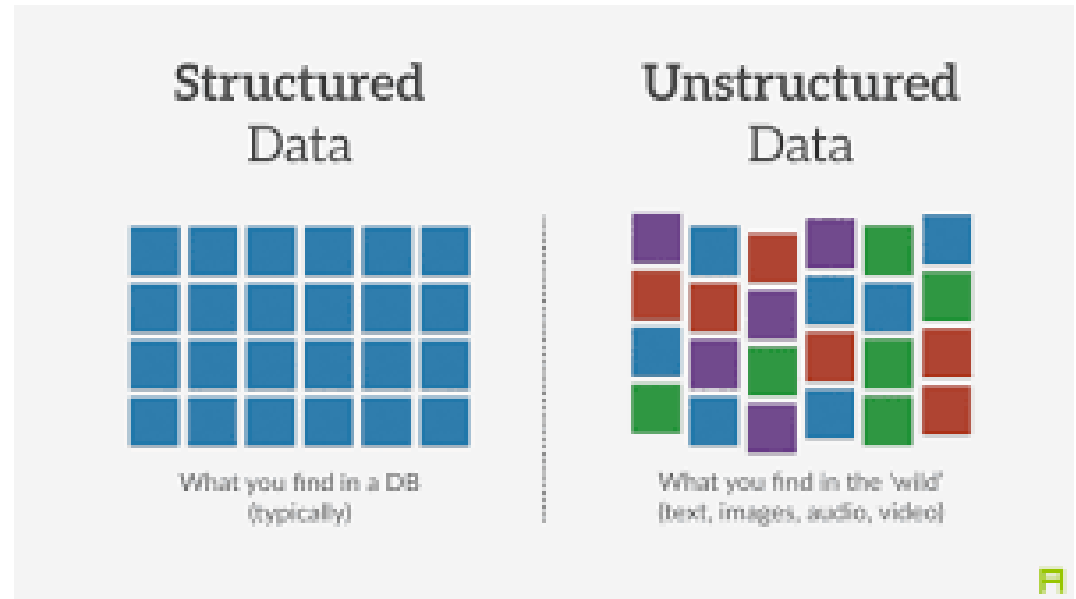 Structured
Data
Unstructured
Data
What you find in a DB
(typically)
What you find in the 'wild'
(text, images, audio, video)